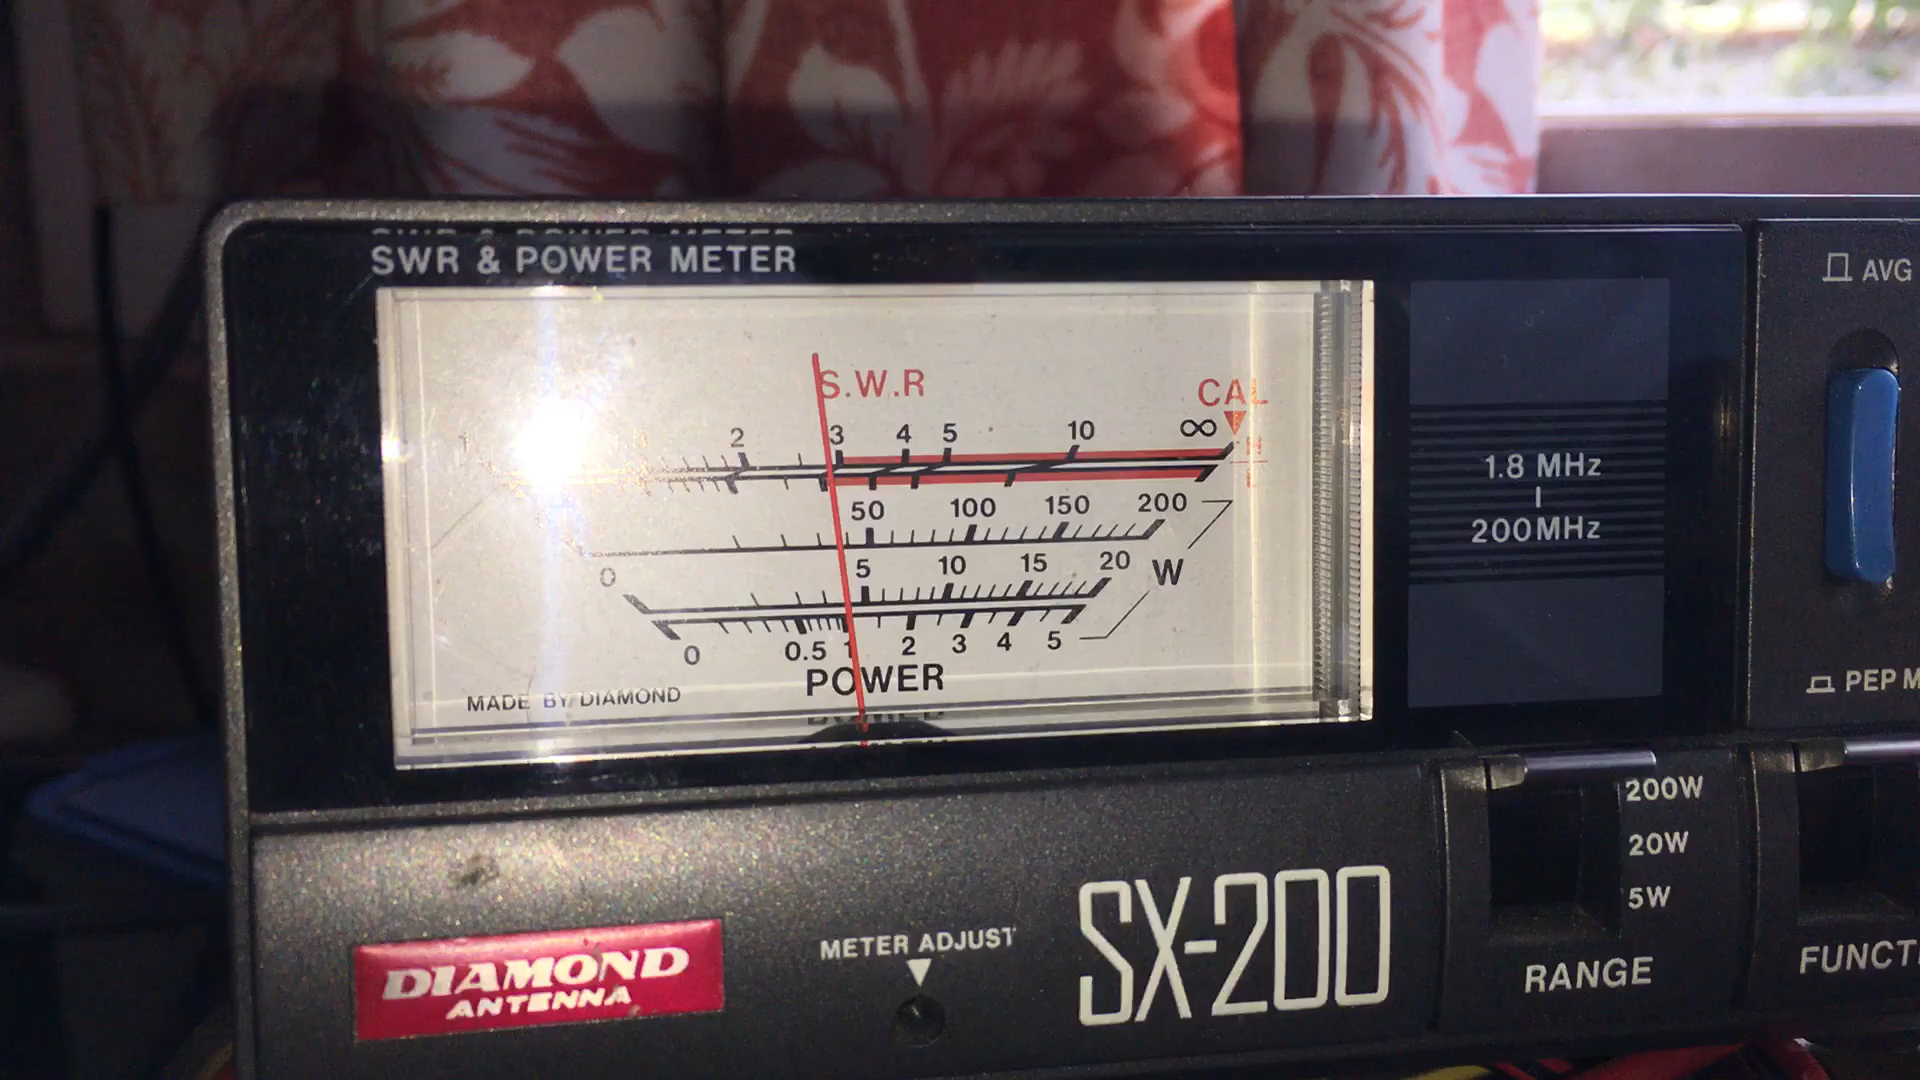 SWR & POWER METER
AVG
S.W.R
CAL
1 2 3 4 5 10 ∞
H
L
50 100 150 200
0
5 10 15 20 W
0 0.5 1 2 3 4 5
POWER
MADE BY DIAMOND
1.8 MHz
200MHz
PEP M
200W
20W
5W
RANGE
FUNCTI
METER ADJUST
SX-200
DIAMOND
ANTENNA